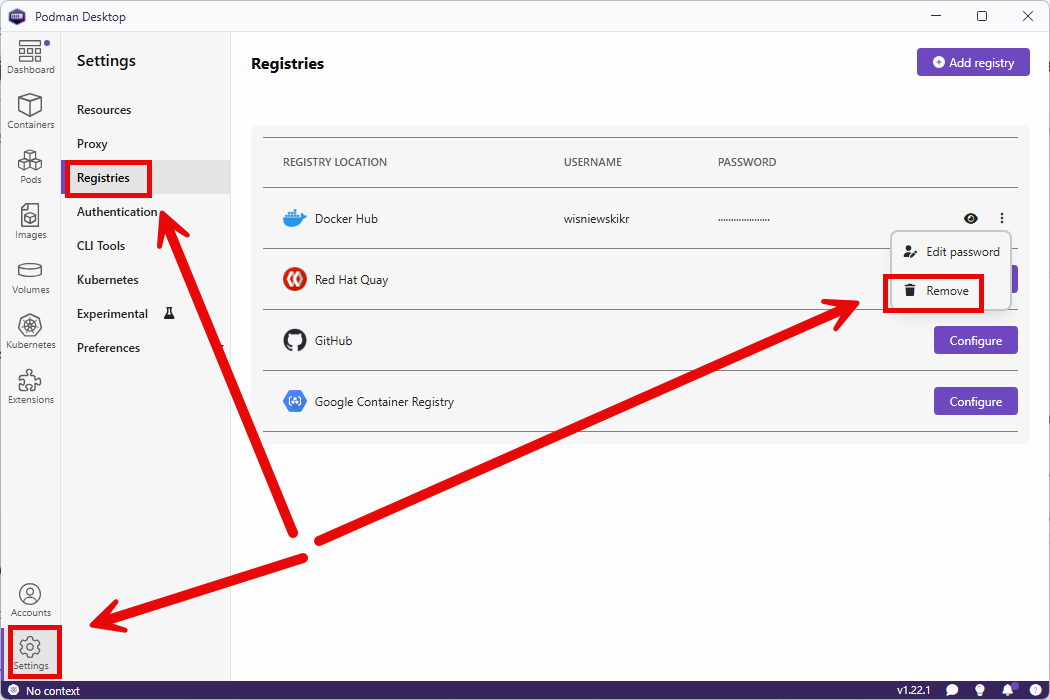 Podman Desktop
Dashboard
Containers
Pods
Images
Volumes
Kubernetes
Extensions
Accounts
Settings
Settings
Resources
Proxy
Registries
Authentication
CLI Tools
Kubernetes
Experimental
Preferences
Registries
Add registry
REGISTRY LOCATION USERNAME PASSWORD
Docker Hub wisniewskikr
Edit password
Remove
Red Hat Quay
GitHub Configure
Google Container Registry Configure
No context v1.22.1